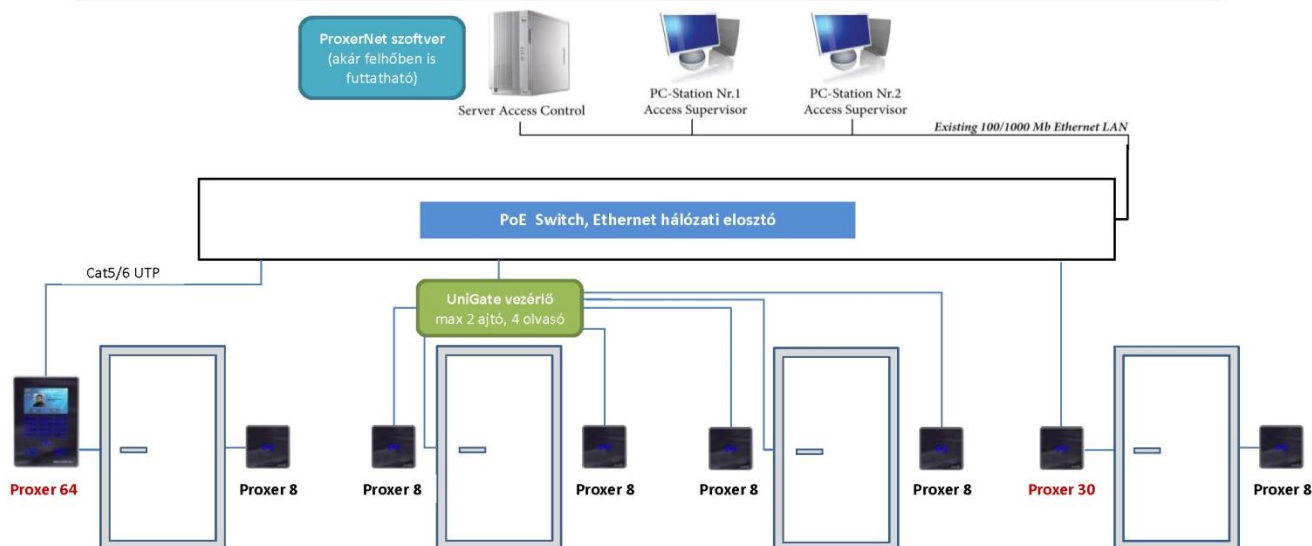 ProxerNet szoftver
(akár felhőben is
futtatható)
Server Access Control
PC-Station Nr.1
Access Supervisor
PC-Station Nr.2
Access Supervisor
Existing 100/1000 Mb Ethernet LAN
PoE Switch, Ethernet hálózati elosztó
Cat5/6 UTP
UniGate vezérlő
max 2 ajtó, 4 olvasó
Proxer 64
Proxer 8
Proxer 8
Proxer 8
Proxer 8
Proxer 8
Proxer 30
Proxer 8